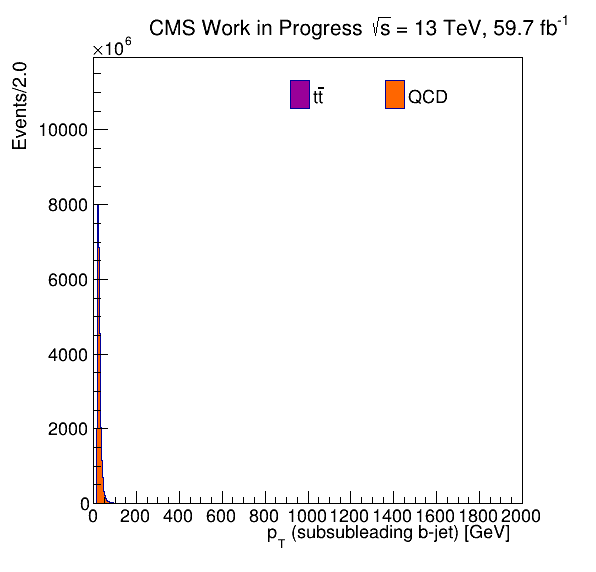 CMS Work in Progress √s = 13 TeV, 59.7 fb⁻¹
×10⁶
Events/2.0
tt̄
QCD
10000
8000
6000
4000
2000
0
0 200 400 600 800 1000 1200 1400 1600 1800 2000
p_T (subsubleading b-jet) [GeV]